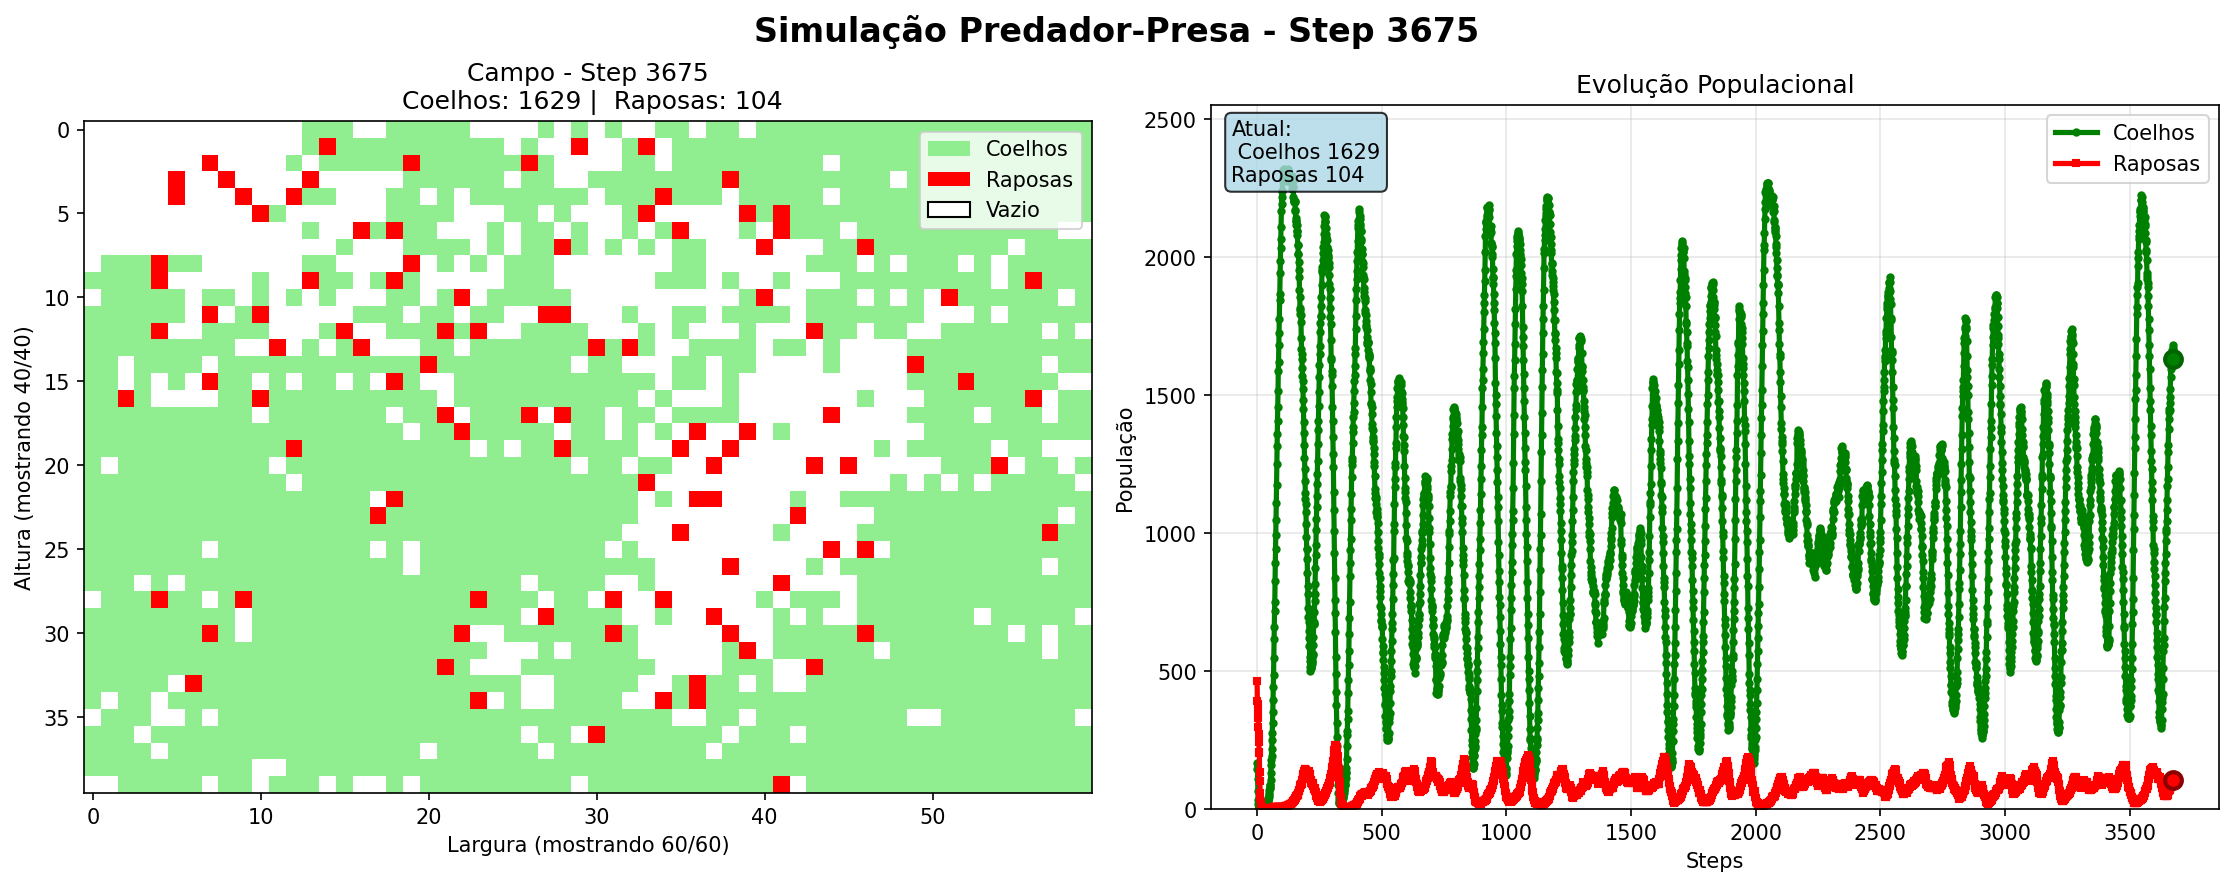 Simulação Predador-Presa - Step 3675
Campo - Step 3675
Coelhos: 1629 |  Raposas: 104
Coelhos
Raposas
Vazio
0
5
10
15
20
25
30
35
Altura (mostrando 40/40)
0
10
20
30
40
50
Largura (mostrando 60/60)
Evolução Populacional
Atual:
Coelhos 1629
Raposas 104
Coelhos
Raposas
2500
2000
1500
1000
500
0
População
0
500
1000
1500
2000
2500
3000
3500
Steps